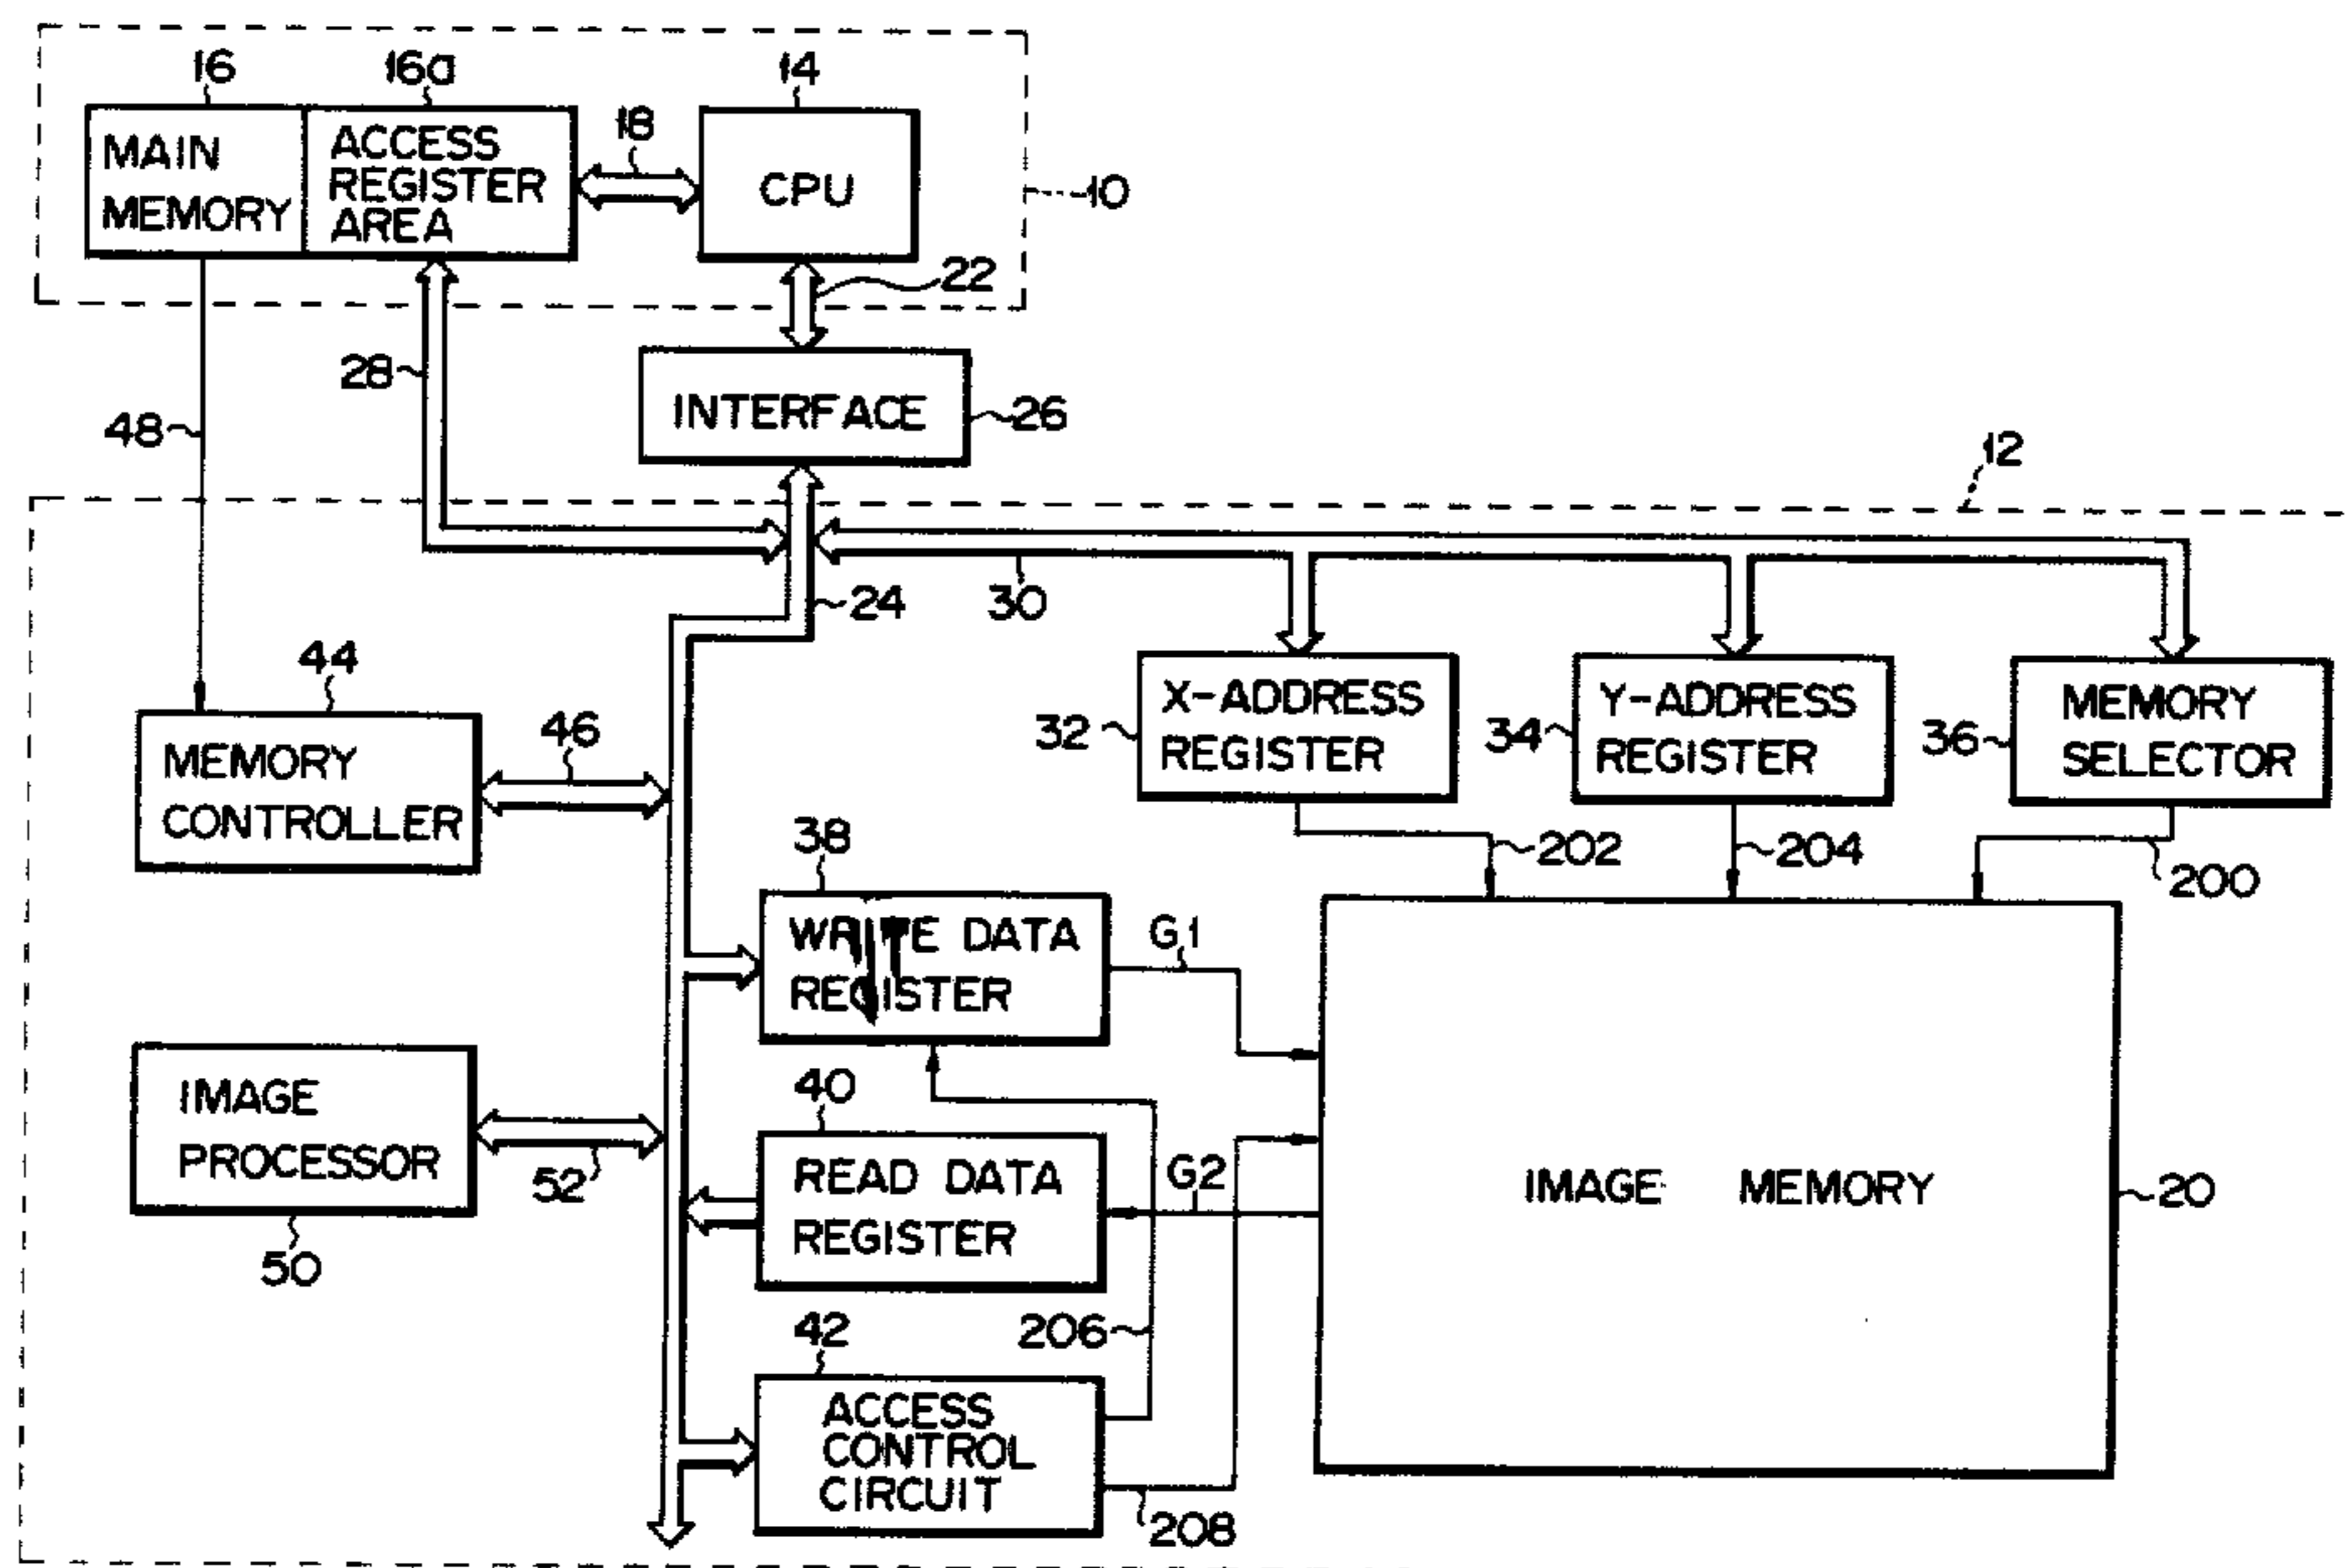 16
16a
14
MAIN
MEMORY
ACCESS
REGISTER
AREA
18
CPU
10
22
28
INTERFACE
26
48
12
24
30
44
MEMORY
CONTROLLER
46
32
X-ADDRESS
REGISTER
34
Y-ADDRESS
REGISTER
36
MEMORY
SELECTOR
38
202
204
200
WRITE DATA
REGISTER
G1
IMAGE
PROCESSOR
50
52
40
READ DATA
REGISTER
G2
IMAGE MEMORY
20
206
42
ACCESS
CONTROL
CIRCUIT
208